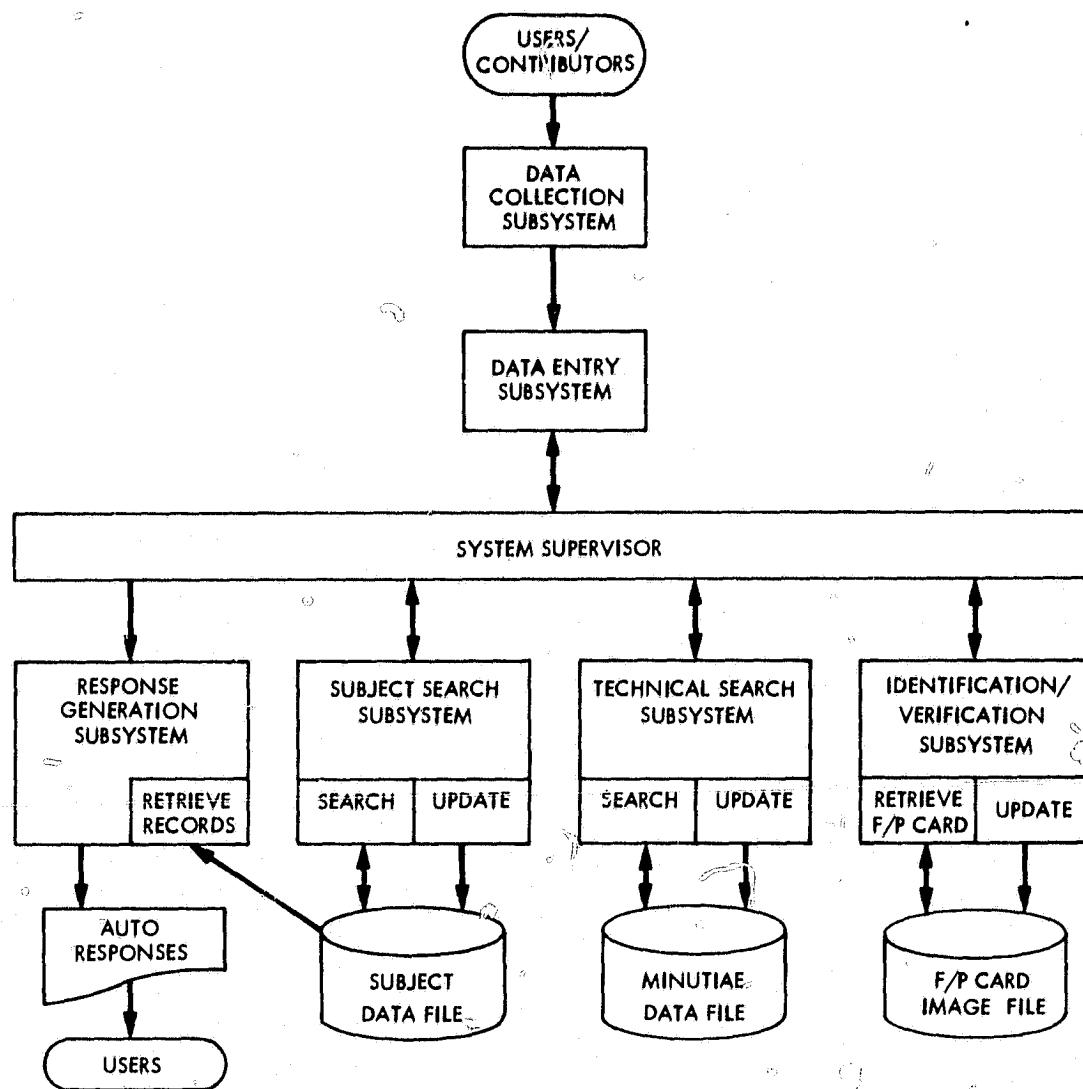 USERS/
CONTRIBUTORS
DATA
COLLECTION
SUBSYSTEM
DATA ENTRY
SUBSYSTEM
SYSTEM SUPERVISOR
RESPONSE
GENERATION
SUBSYSTEM
RETRIEVE
RECORDS
SUBJECT SEARCH
SUBSYSTEM
SEARCH
UPDATE
TECHNICAL SEARCH
SUBSYSTEM
SEARCH
UPDATE
IDENTIFICATION/
VERIFICATION
SUBSYSTEM
RETRIEVE
F/P CARD
UPDATE
AUTO
RESPONSES
USERS
SUBJECT
DATA FILE
MINUTIAE
DATA FILE
F/P CARD
IMAGE FILE